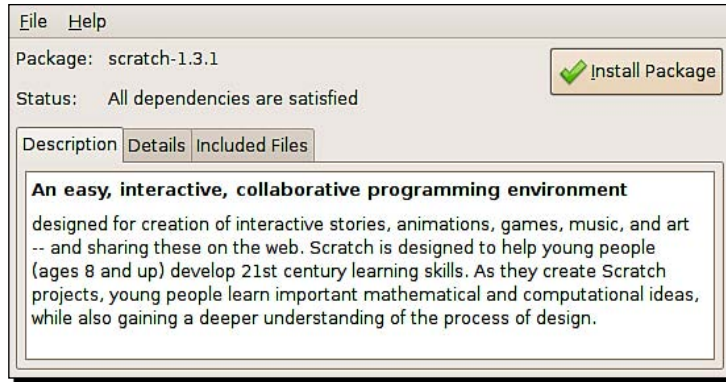 File Help
Package: scratch-1.3.1
Install Package
Status: All dependencies are satisfied
Description Details Included Files
An easy, interactive, collaborative programming environment
designed for creation of interactive stories, animations, games, music, and art
-- and sharing these on the web. Scratch is designed to help young people
(ages 8 and up) develop 21st century learning skills. As they create Scratch
projects, young people learn important mathematical and computational ideas,
while also gaining a deeper understanding of the process of design.